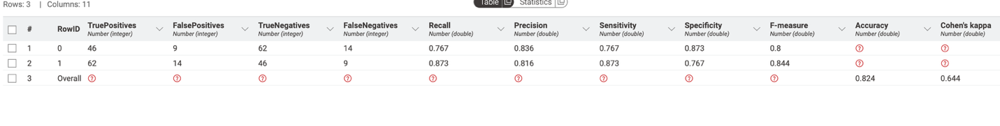 Rows: 3 | Columns: 11
Table Statistics
# RowID TruePositives FalsePositives TrueNegatives FalseNegatives Recall Precision Sensitivity Specificity F-measure Accuracy Cohen's kappa
Number (integer) Number (integer) Number (integer) Number (integer) Number (double) Number (double) Number (double) Number (double) Number (double) Number (double) Number (double)
1 0 46 9 62 14 0.767 0.836 0.767 0.873 0.8 ? ?
2 1 62 14 46 9 0.873 0.816 0.873 0.767 0.844 ? ?
3 Overall ? ? ? ? ? ? ? ? ? 0.824 0.644